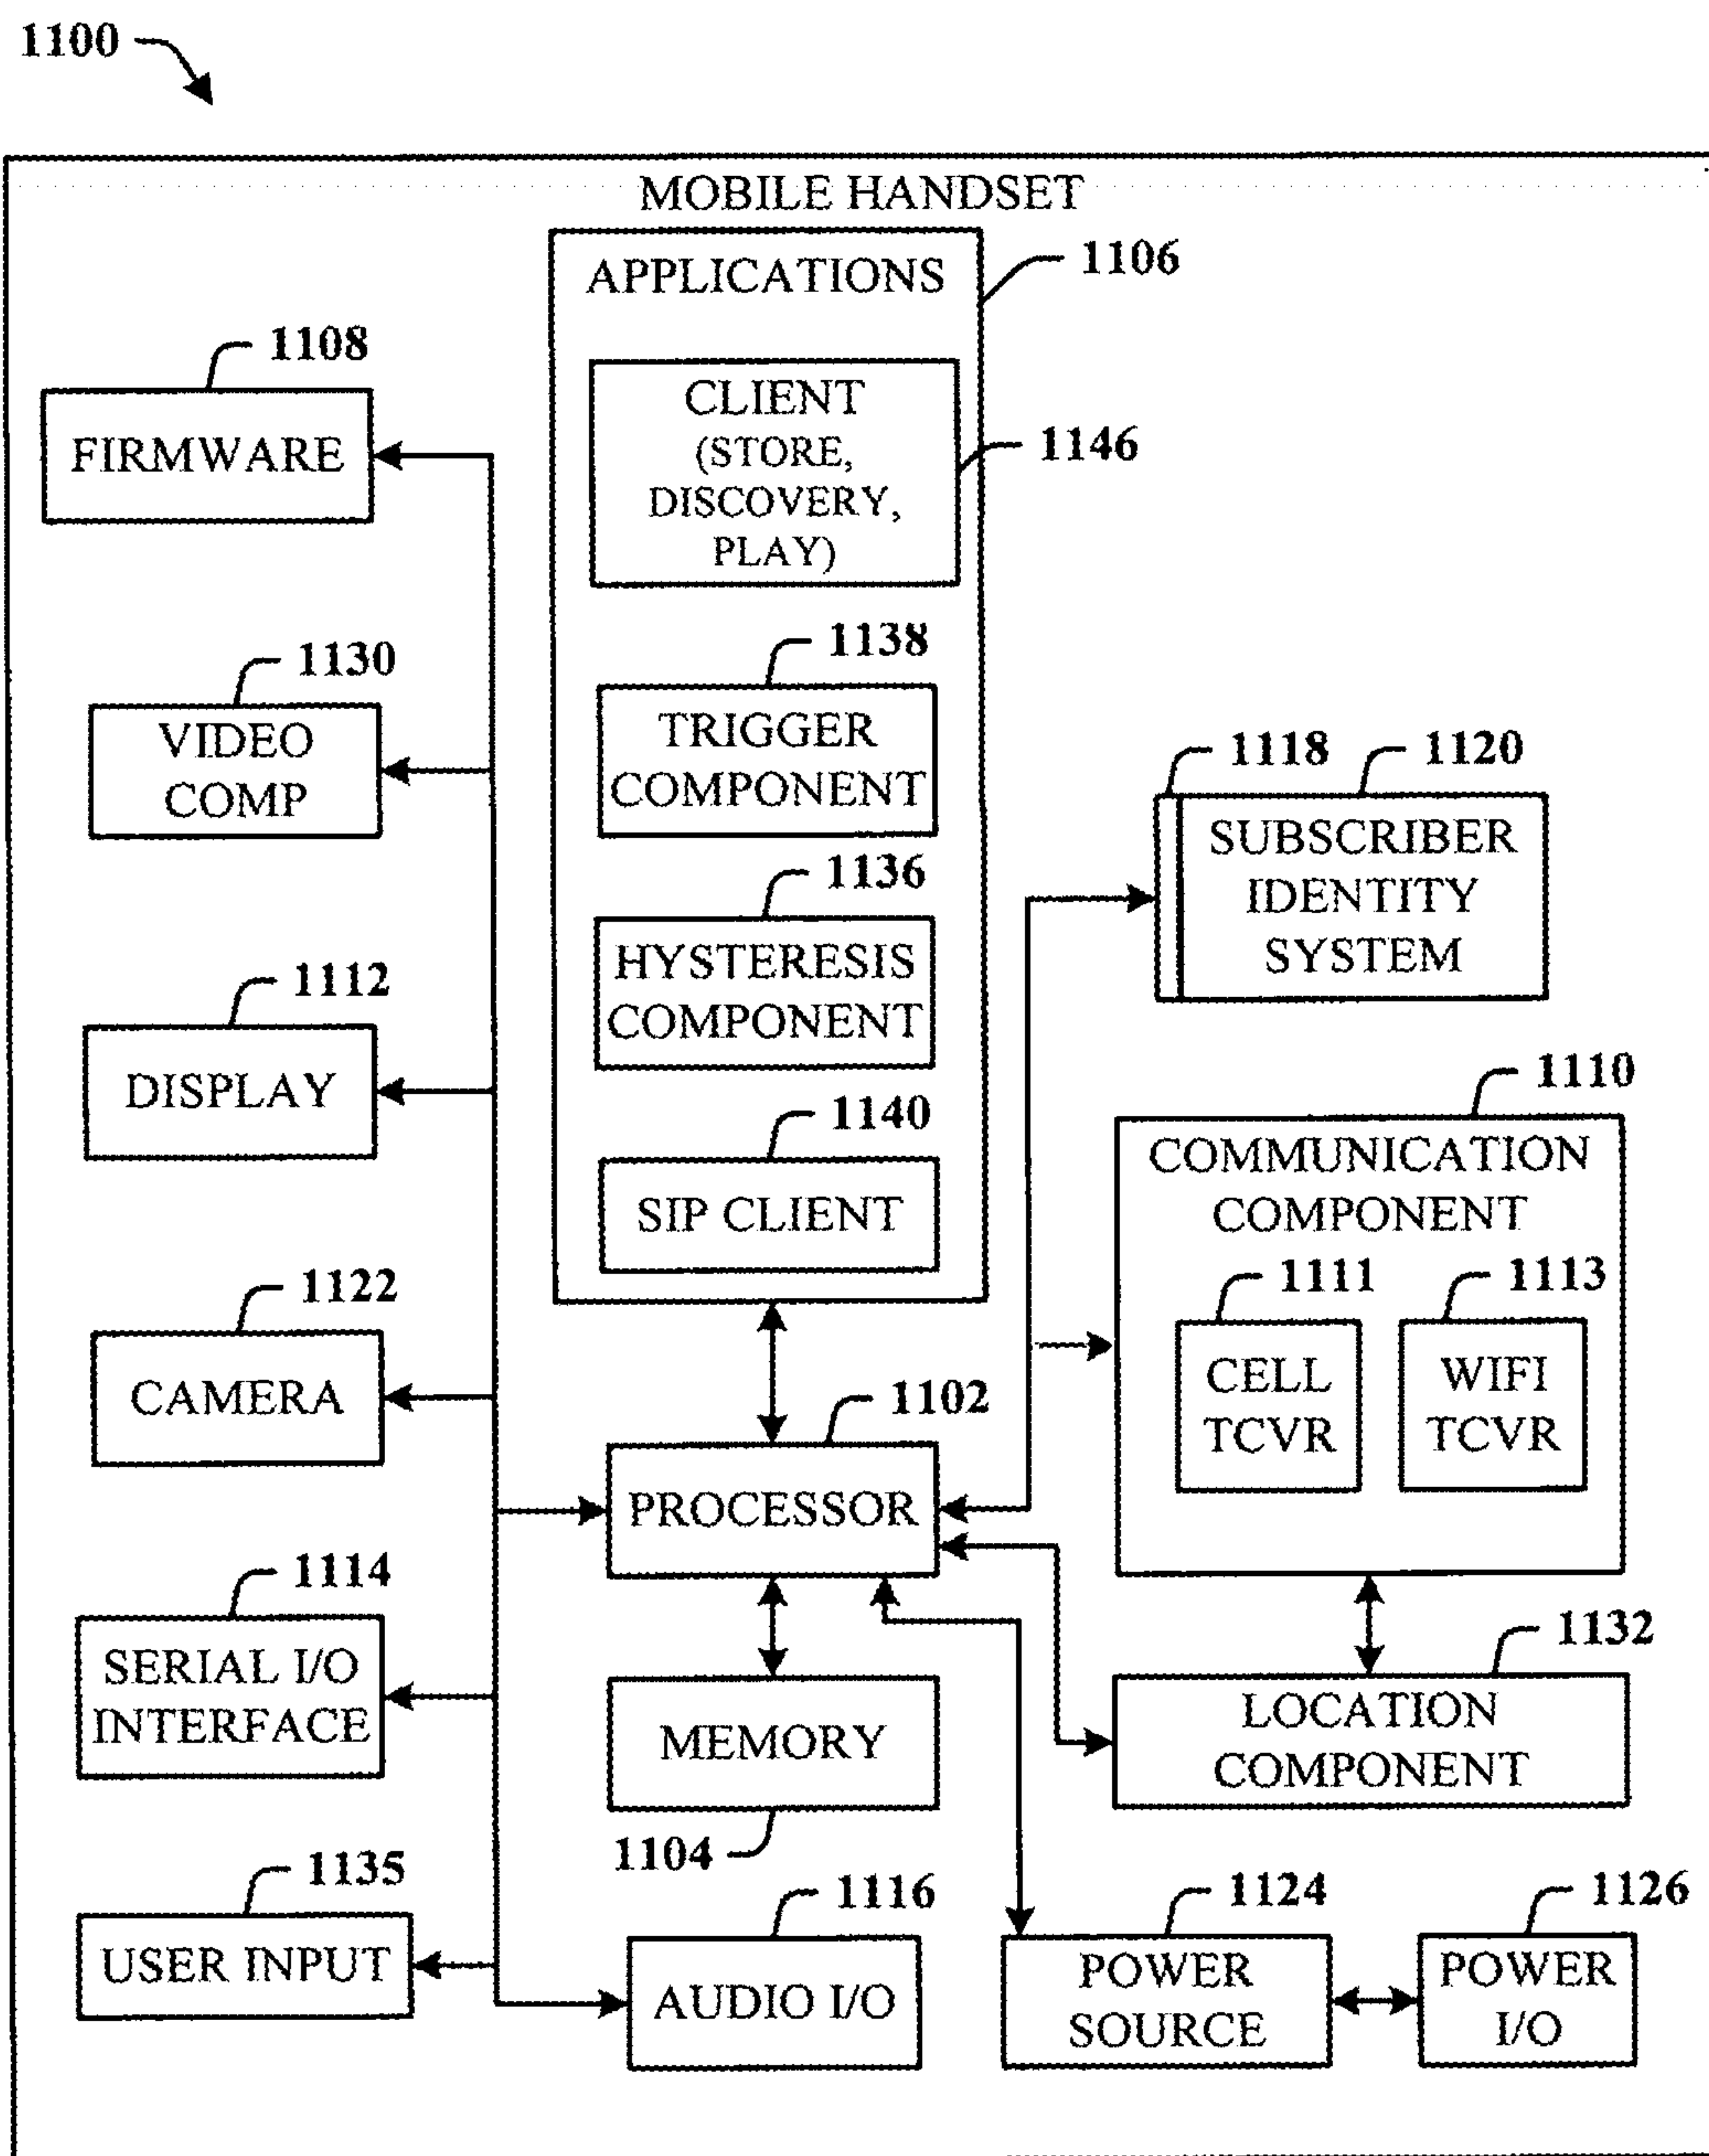 1100
MOBILE HANDSET
APPLICATIONS
1106
CLIENT
(STORE,
DISCOVERY,
PLAY)
1146
1138
TRIGGER
COMPONENT
1136
HYSTERESIS
COMPONENT
1140
SIP CLIENT
1108
FIRMWARE
1130
VIDEO
COMP
1112
DISPLAY
1122
CAMERA
1114
SERIAL I/O
INTERFACE
1135
USER INPUT
1102
PROCESSOR
MEMORY
1104
1116
AUDIO I/O
1118
1120
SUBSCRIBER
IDENTITY
SYSTEM
1110
COMMUNICATION
COMPONENT
1111
CELL
TCVR
1113
WIFI
TCVR
1132
LOCATION
COMPONENT
1124
POWER
SOURCE
1126
POWER
I/O